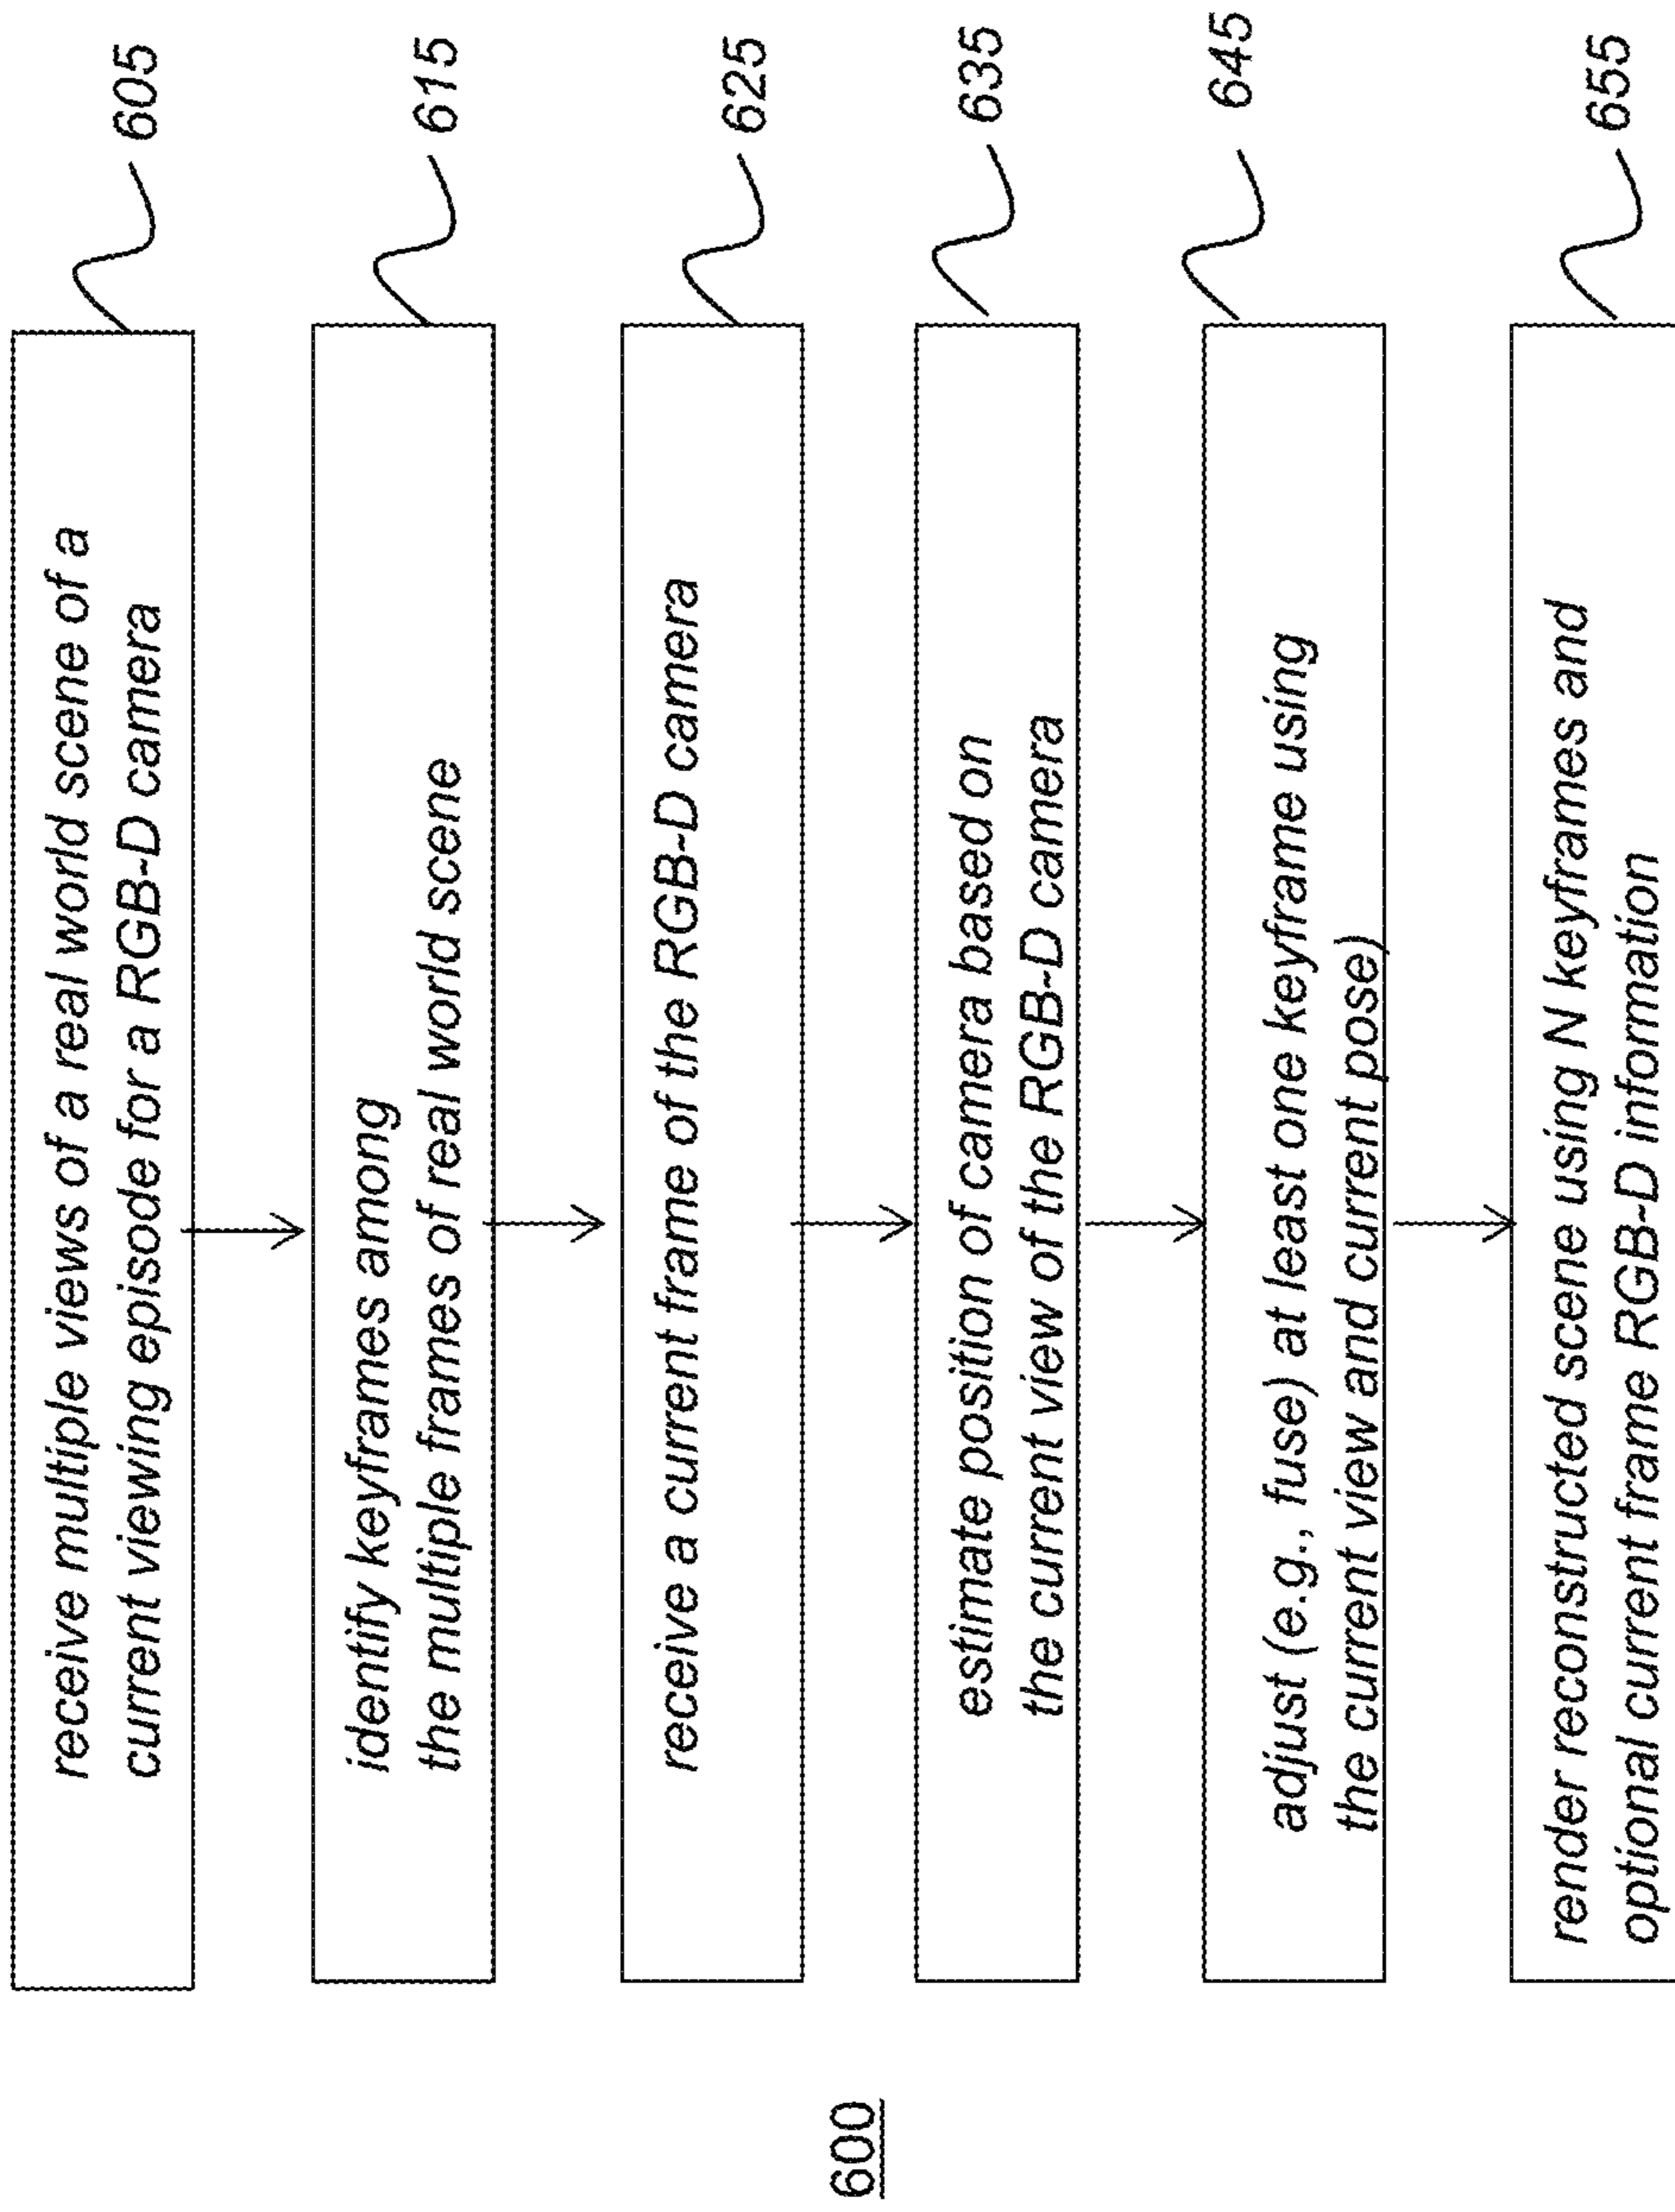 600
receive multiple views of a real world scene of a
current viewing episode for a RGB-D camera
605
identify keyframes among
the multiple frames of real world scene
615
receive a current frame of the RGB-D camera
625
estimate position of camera based on
the current view of the RGB-D camera
635
adjust (e.g., fuse) at least one keyframe using
the current view and current pose)
645
render reconstructed scene using N keyframes and
optional current frame RGB-D information
655